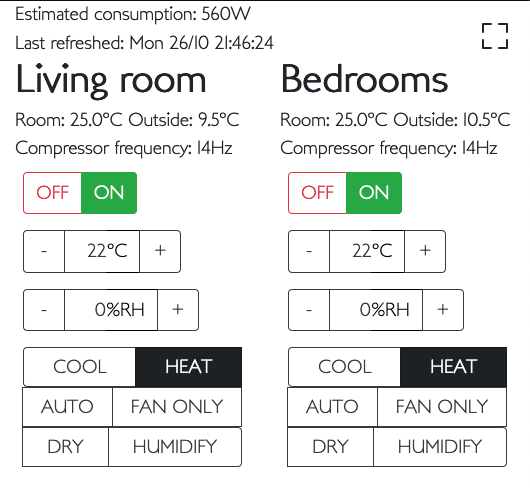 Estimated consumption: 560W
Last refreshed: Mon 26/10 21:46:24
Living room
Room: 25.0°C Outside: 9.5°C
Compressor frequency: 14Hz
OFF ON
- 22°C +
- 0%RH +
COOL HEAT
AUTO FAN ONLY
DRY HUMIDIFY
Bedrooms
Room: 25.0°C Outside: 10.5°C
Compressor frequency: 14Hz
OFF ON
- 22°C +
- 0%RH +
COOL HEAT
AUTO FAN ONLY
DRY HUMIDIFY